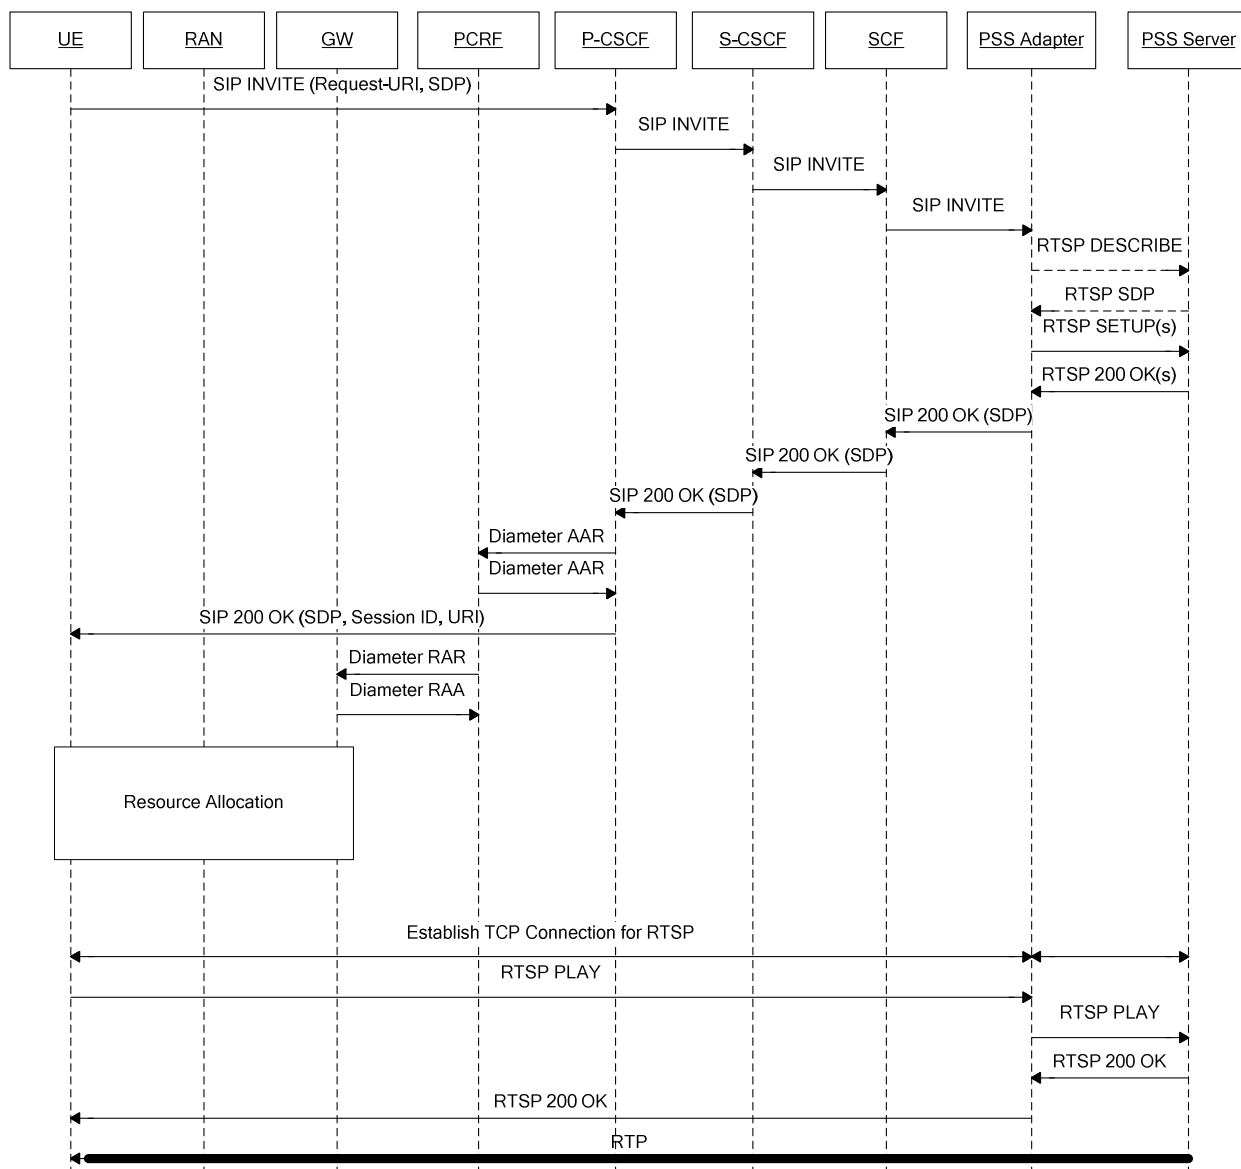 UE RAN GW PCRF P-CSCF S-CSCF SCF PSS Adapter PSS Server
SIP INVITE (Request-URI, SDP)
SIP INVITE
SIP INVITE
SIP INVITE
RTSP DESCRIBE
RTSP SDP
RTSP SETUP(s)
RTSP 200 OK(s)
SIP 200 OK (SDP)
SIP 200 OK (SDP)
SIP 200 OK (SDP)
Diameter AAR
Diameter AAR
SIP 200 OK (SDP, Session ID, URI)
Diameter RAR
Diameter RAA
Resource Allocation
Establish TCP Connection for RTSP
RTSP PLAY
RTSP PLAY
RTSP 200 OK
RTSP 200 OK
RTP